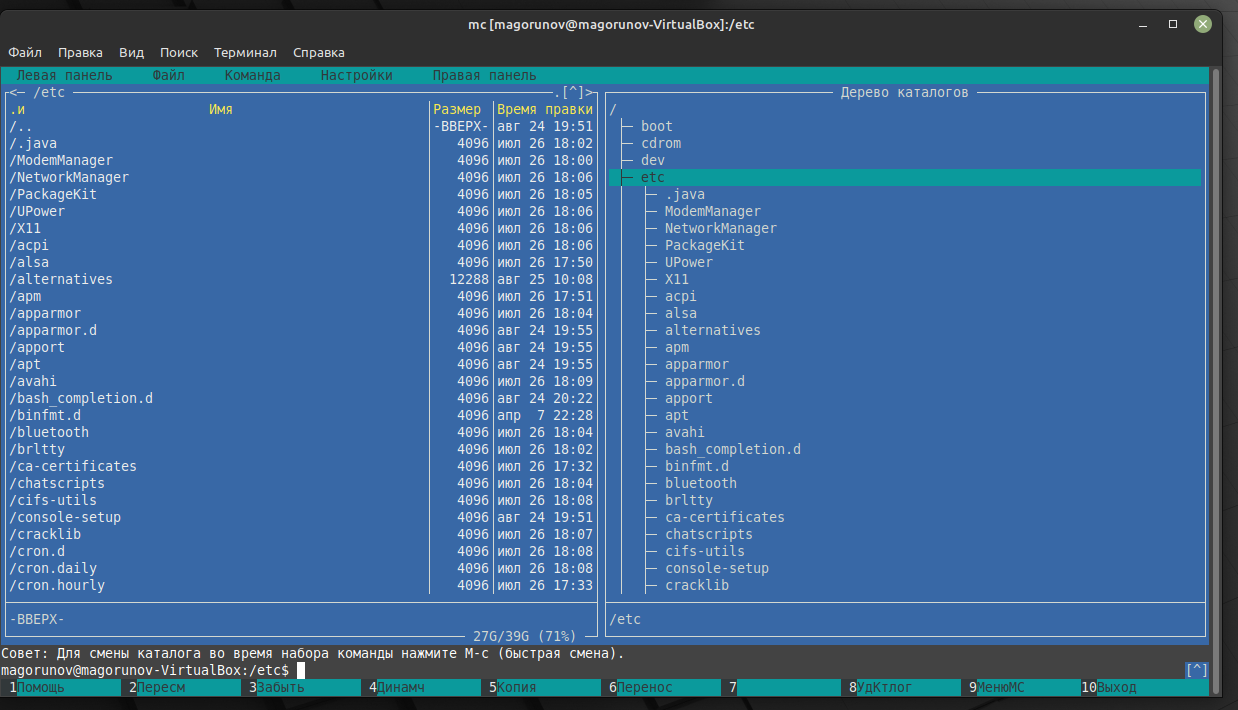 mc [magorunov@magorunov-VirtualBox]:/etc
Файл Правка Вид Поиск Терминал Справка
Левая панель Файл Команда Настройки Правая панель
<─ /etc .[^]>
.и Имя Размер Время правки
/.. -ВВЕРХ- авг 24 19:51
/.java 4096 июл 26 18:02
/ModemManager 4096 июл 26 18:00
/NetworkManager 4096 июл 26 18:06
/PackageKit 4096 июл 26 18:05
/UPower 4096 июл 26 18:06
/X11 4096 июл 26 18:06
/acpi 4096 июл 26 18:06
/alsa 4096 июл 26 17:50
/alternatives 12288 авг 25 10:08
/apm 4096 июл 26 17:51
/apparmor 4096 июл 26 18:04
/apparmor.d 4096 авг 24 19:55
/apport 4096 авг 24 19:55
/apt 4096 авг 24 19:55
/avahi 4096 июл 26 18:09
/bash_completion.d 4096 авг 24 20:22
/binfmt.d 4096 апр 7 22:28
/bluetooth 4096 июл 26 18:04
/brltty 4096 июл 26 18:02
/ca-certificates 4096 июл 26 17:32
/chatscripts 4096 июл 26 18:04
/cifs-utils 4096 июл 26 18:08
/console-setup 4096 авг 24 19:51
/cracklib 4096 июл 26 18:07
/cron.d 4096 июл 26 18:08
/cron.daily 4096 июл 26 18:08
/cron.hourly 4096 июл 26 17:33
-ВВЕРХ-
27G/39G (71%)
Дерево каталогов
/
boot
cdrom
dev
etc
.java
ModemManager
NetworkManager
PackageKit
UPower
X11
acpi
alsa
alternatives
apm
apparmor
apparmor.d
apport
apt
avahi
bash_completion.d
binfmt.d
bluetooth
brltty
ca-certificates
chatscripts
cifs-utils
console-setup
cracklib
/etc
Совет: Для смены каталога во время набора команды нажмите M-c (быстрая смена).
magorunov@magorunov-VirtualBox:/etc$ [^]
1Помощь 2Пересм 3Забыть 4Динамч 5Копия 6Перенос 7 8УдКтлог 9МенюMC 10Выход